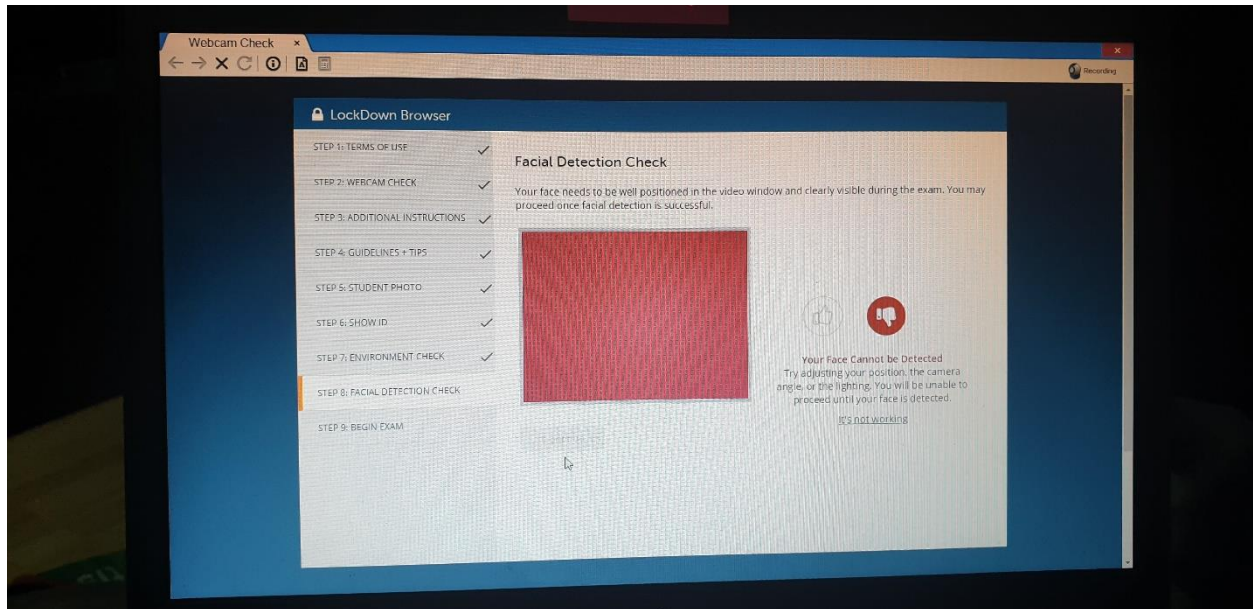 Webcam Check
Recording
LockDown Browser
STEP 1: TERMS OF USE
STEP 2: WEBCAM CHECK
STEP 3: ADDITIONAL INSTRUCTIONS
STEP 4: GUIDELINES + TIPS
STEP 5: STUDENT PHOTO
STEP 6: SHOW ID
STEP 7: ENVIRONMENT CHECK
STEP 8: FACIAL DETECTION CHECK
STEP 9: BEGIN EXAM
Facial Detection Check
Your face needs to be well positioned in the video window and clearly visible during the exam. You may
proceed once facial detection is successful.
Your Face Cannot be Detected
Try adjusting your position, the camera
angle, or the lighting. You will be unable to
proceed until your face is detected.
It's not working